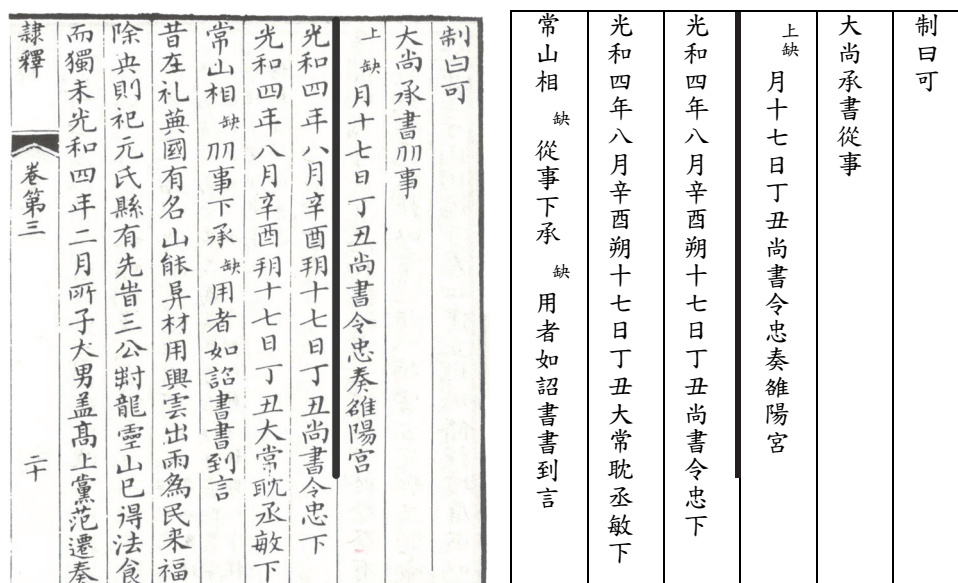 制曰可
大尚承書从事
上缺月十七日丁丑尚書令忠奏雒陽宮
光和四年八月辛酉朔十七日丁丑尚書令忠下
光和四年八月辛酉朔十七日丁丑大常耽丞敏下
常山相缺从事下承缺用者如詔書書到言
昔在礼典國有名山能異材用興雲出雨為民来福
除央則祀元氏縣有先昔三公封龍靈山已得法食
而獨未光和四年二月所子犬男盖高上黨范遷奏
隸釋 卷第三 二十
制曰可
大尚承書從事
上缺月十七日丁丑尚書令忠奏雒陽宮
光和四年八月辛酉朔十七日丁丑尚書令忠下
光和四年八月辛酉朔十七日丁丑大常耽丞敏下
常山相缺從事下承缺用者如詔書書到言